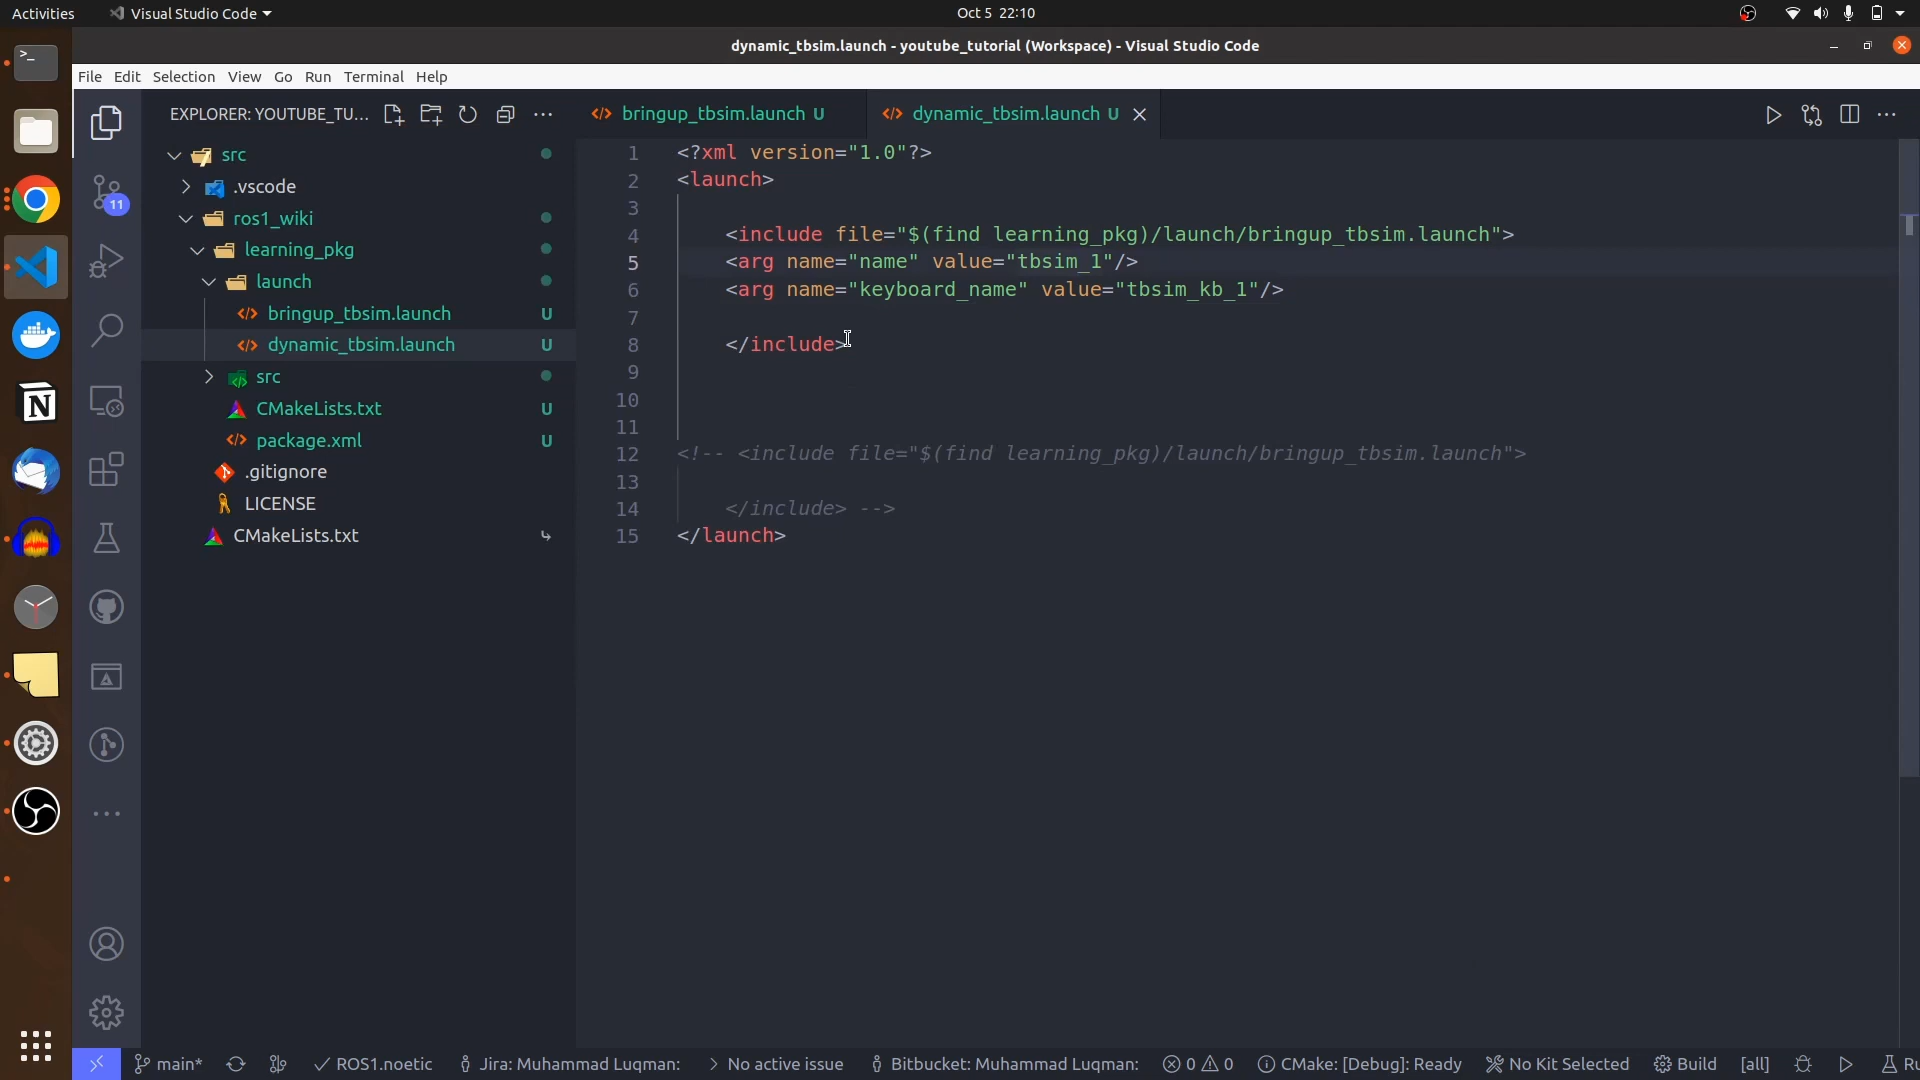 Activities Visual Studio Code Oct 5 22:10
dynamic_tbsim.launch - youtube_tutorial (Workspace) - Visual Studio Code
File Edit Selection View Go Run Terminal Help
EXPLORER: YOUTUBE_TU... bringup_tbsim.launch U dynamic_tbsim.launch U
src
.vscode
ros1_wiki
learning_pkg
launch
bringup_tbsim.launch U
dynamic_tbsim.launch U
src
CMakeLists.txt U
package.xml U
.gitignore
LICENSE
CMakeLists.txt
11
1 <?xml version="1.0"?>
2 <launch>
3
4 <include file="$(find learning_pkg)/launch/bringup_tbsim.launch">
5 <arg name="name" value="tbsim_1"/>
6 <arg name="keyboard_name" value="tbsim_kb_1"/>
7
8 </include>
9
10
11
12 <!-- <include file="$(find learning_pkg)/launch/bringup_tbsim.launch">
13
14 </include> -->
15 </launch>
main* ROS1.noetic Jira: Muhammad Luqman: No active issue Bitbucket: Muhammad Luqman: 0 0 CMake: [Debug]: Ready No Kit Selected Build [all] Ru